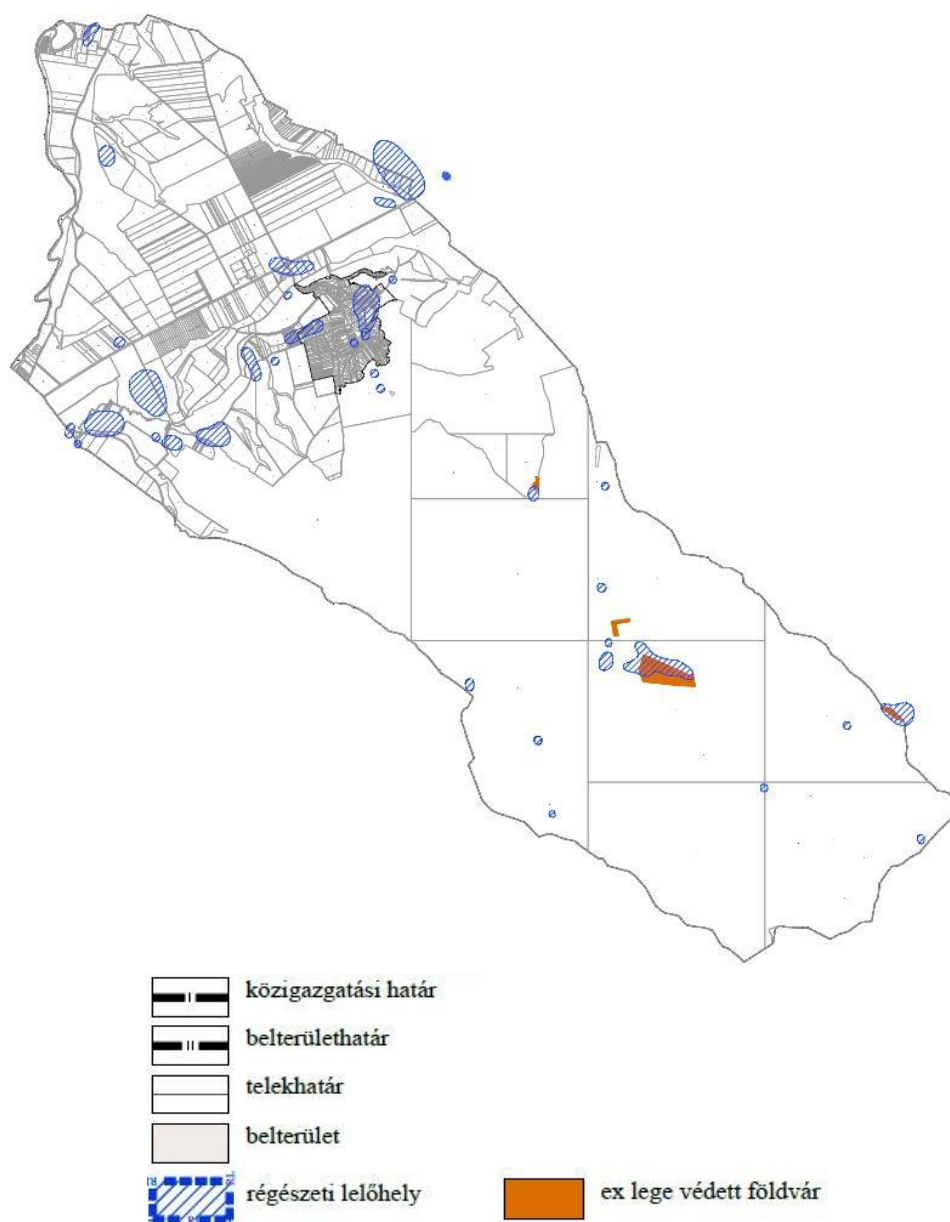 közigazgatási határ
belterülethatár
telekhatár
belterület
régészeti lelőhely
ex lege védett földvár